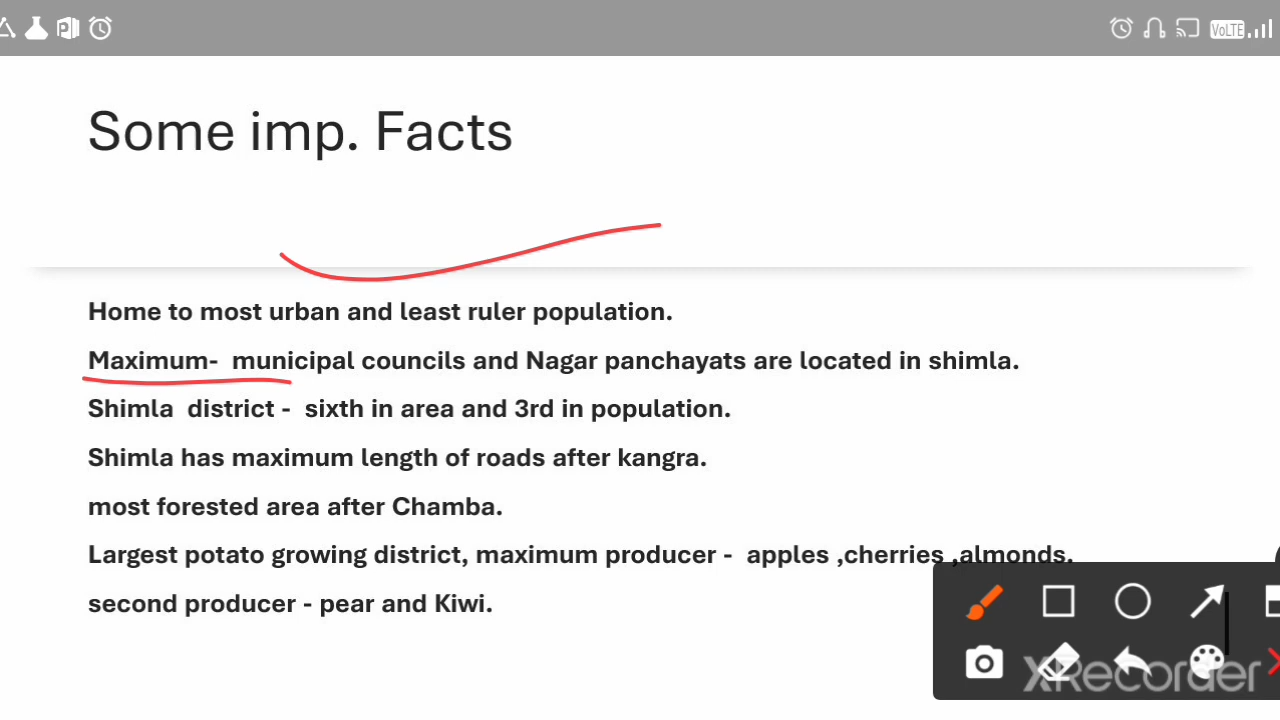 VoLTE
Some imp. Facts
Home to most urban and least ruler population.
Maximum-  municipal councils and Nagar panchayats are located in shimla.
Shimla  district -  sixth in area and 3rd in population.
Shimla has maximum length of roads after kangra.
most forested area after Chamba.
Largest potato growing district, maximum producer -  apples ,cherries ,almonds.
second producer - pear and Kiwi.
XRecorder